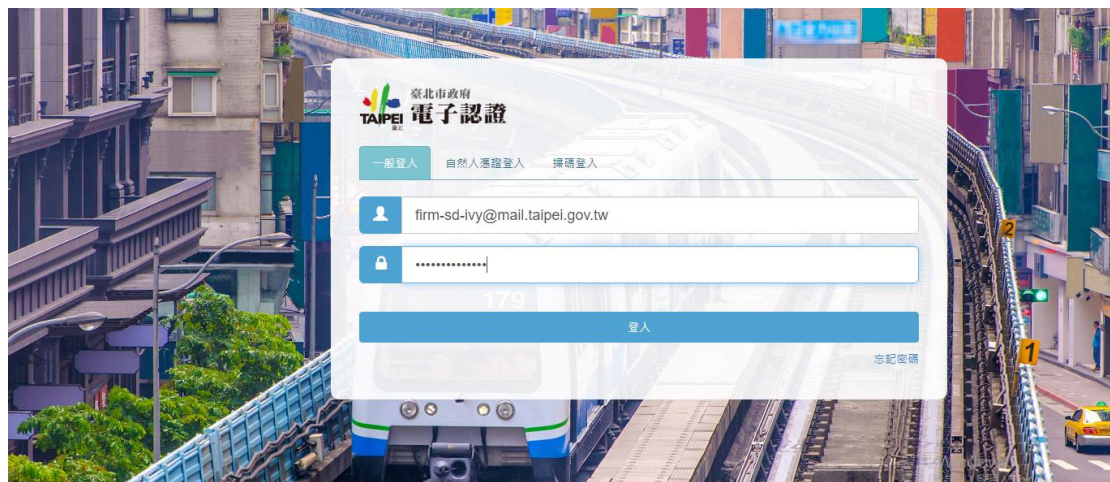 臺北市政府
TAIPEI 電子認證
臺北
一般登入 自然人憑證登入 掃碼登入
firm-sd-ivy@mail.taipei.gov.tw
••••••••••••••
179
登入
忘記密碼
2
1